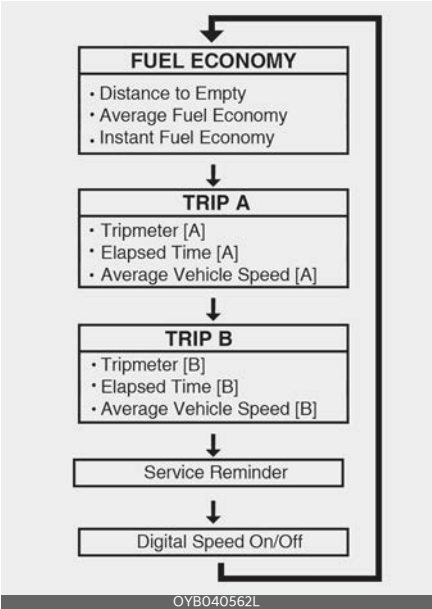 FUEL ECONOMY
• Distance to Empty
• Average Fuel Economy
• Instant Fuel Economy
TRIP A
• Tripmeter [A]
• Elapsed Time [A]
• Average Vehicle Speed [A]
TRIP B
• Tripmeter [B]
• Elapsed Time [B]
• Average Vehicle Speed [B]
Service Reminder
Digital Speed On/Off
OYB040562L